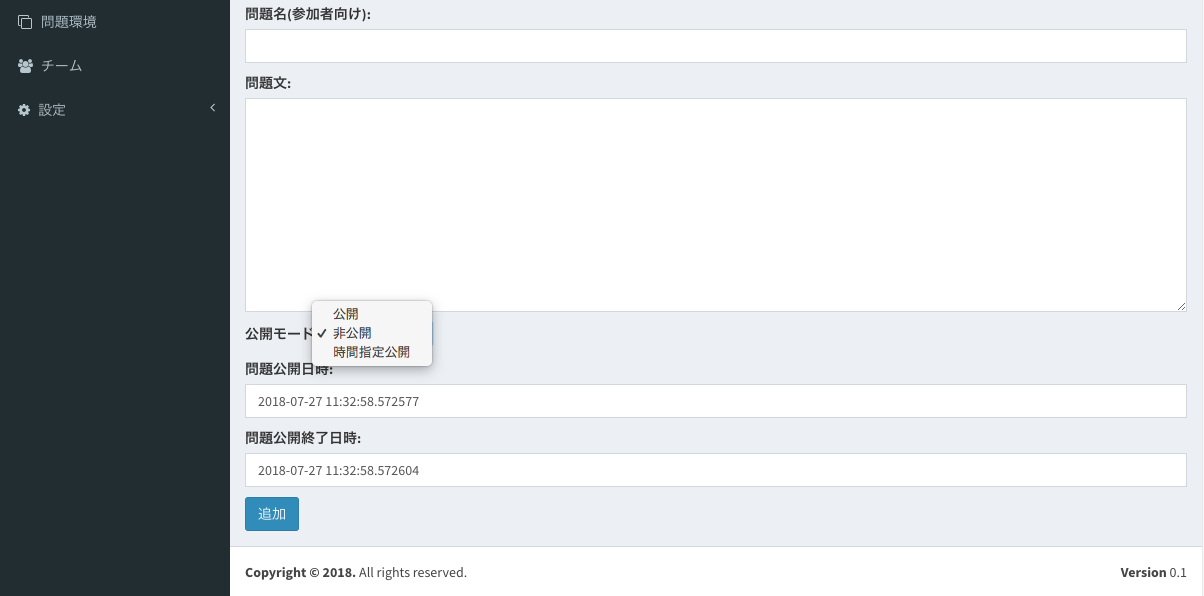 問題環境
チーム
設定
問題名(参加者向け):
問題文:
公開モード
公開
非公開
時間指定公開
問題公開日時:
2018-07-27 11:32:58.572577
問題公開終了日時:
2018-07-27 11:32:58.572604
追加
Copyright © 2018. All rights reserved.
Version 0.1